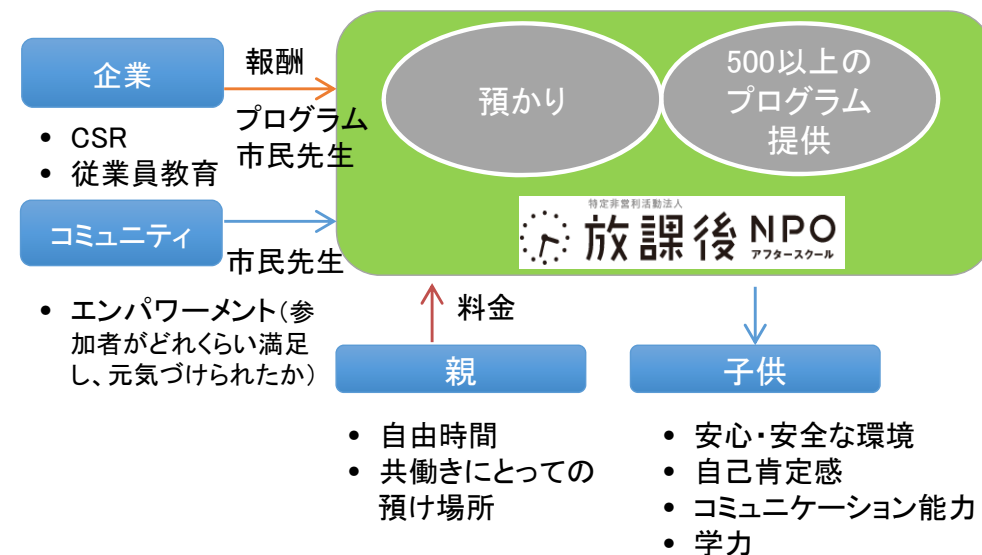 企業
報酬
プログラム
市民先生
• CSR
• 従業員教育
コミュニティ
市民先生
• エンパワーメント(参
加者がどれくらい満足
し、元気づけられたか)
預かり
500以上の
プログラム
提供
特定非営利活動法人
放課後NPO
アフタースクール
料金
親
• 自由時間
• 共働きにとっての
預け場所
子供
• 安心・安全な環境
• 自己肯定感
• コミュニケーション能力
• 学力